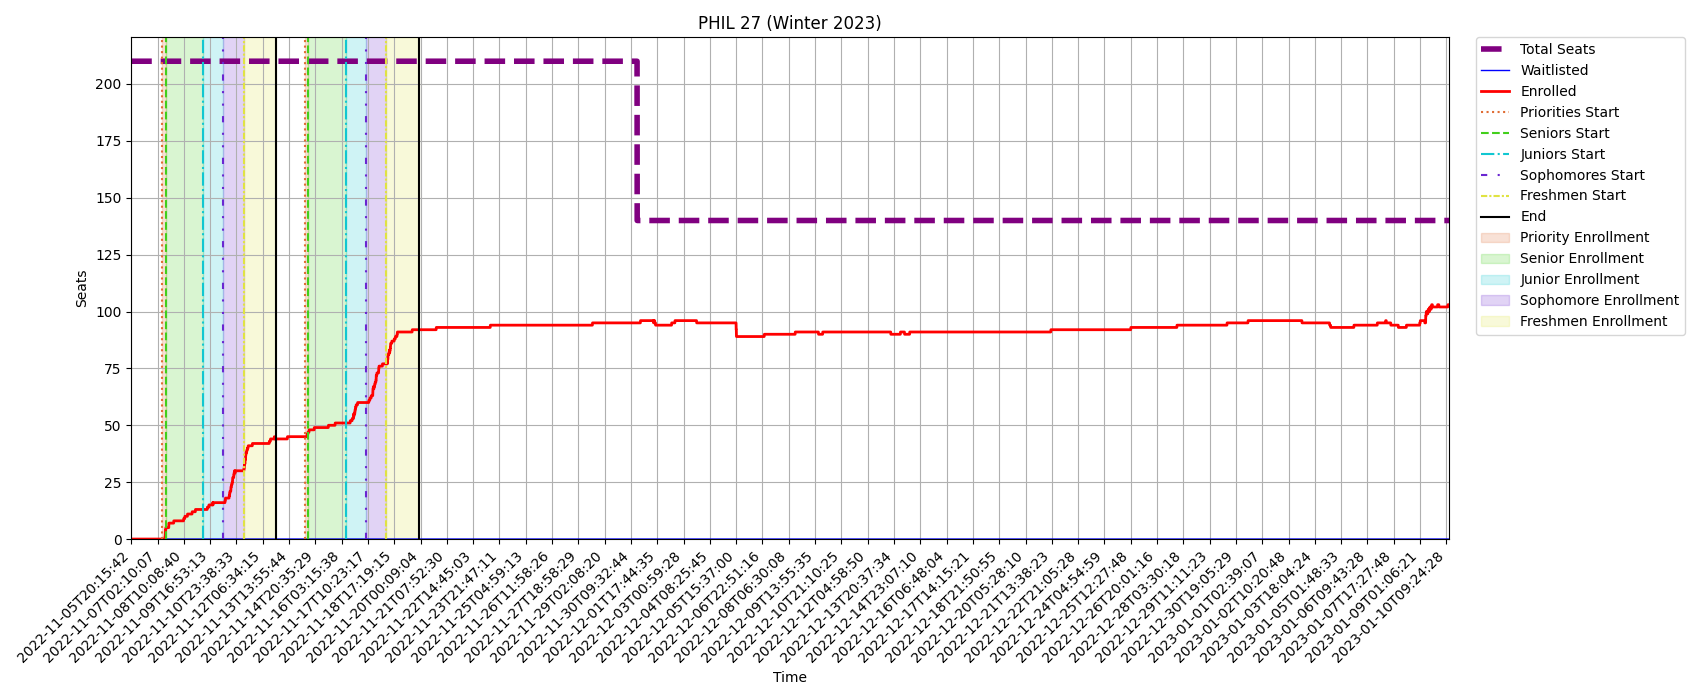 PHIL 27 (Winter 2023)
Seats
200
175
150
125
100
75
50
25
0
2022-11-05T20:15:42
2022-11-07T02:10:07
2022-11-08T10:08:40
2022-11-09T16:53:13
2022-11-10T23:38:33
2022-11-12T06:34:15
2022-11-13T13:55:44
2022-11-14T20:35:29
2022-11-16T03:15:38
2022-11-17T10:23:17
2022-11-18T17:19:15
2022-11-20T00:09:04
2022-11-21T07:52:30
2022-11-22T14:45:03
2022-11-23T21:47:11
2022-11-25T04:59:13
2022-11-26T11:58:26
2022-11-27T18:58:29
2022-11-29T02:08:20
2022-11-30T09:32:44
2022-12-01T17:44:35
2022-12-03T00:59:28
2022-12-04T08:25:45
2022-12-05T15:37:00
2022-12-06T22:51:16
2022-12-08T06:30:08
2022-12-09T13:55:35
2022-12-10T21:10:25
2022-12-12T04:58:50
2022-12-13T20:37:34
2022-12-14T23:07:10
2022-12-16T06:48:04
2022-12-17T14:15:21
2022-12-18T21:50:55
2022-12-20T05:28:10
2022-12-21T13:38:23
2022-12-22T21:05:28
2022-12-24T04:54:59
2022-12-25T12:27:48
2022-12-26T20:01:16
2022-12-28T03:30:18
2022-12-29T11:11:23
2022-12-30T19:05:29
2023-01-01T02:39:07
2023-01-02T10:20:48
2023-01-03T18:04:24
2023-01-05T01:48:33
2023-01-06T09:43:28
2023-01-07T17:27:48
2023-01-09T01:06:21
2023-01-10T09:24:28
Time
Total Seats
Waitlisted
Enrolled
Priorities Start
Seniors Start
Juniors Start
Sophomores Start
Freshmen Start
End
Priority Enrollment
Senior Enrollment
Junior Enrollment
Sophomore Enrollment
Freshmen Enrollment